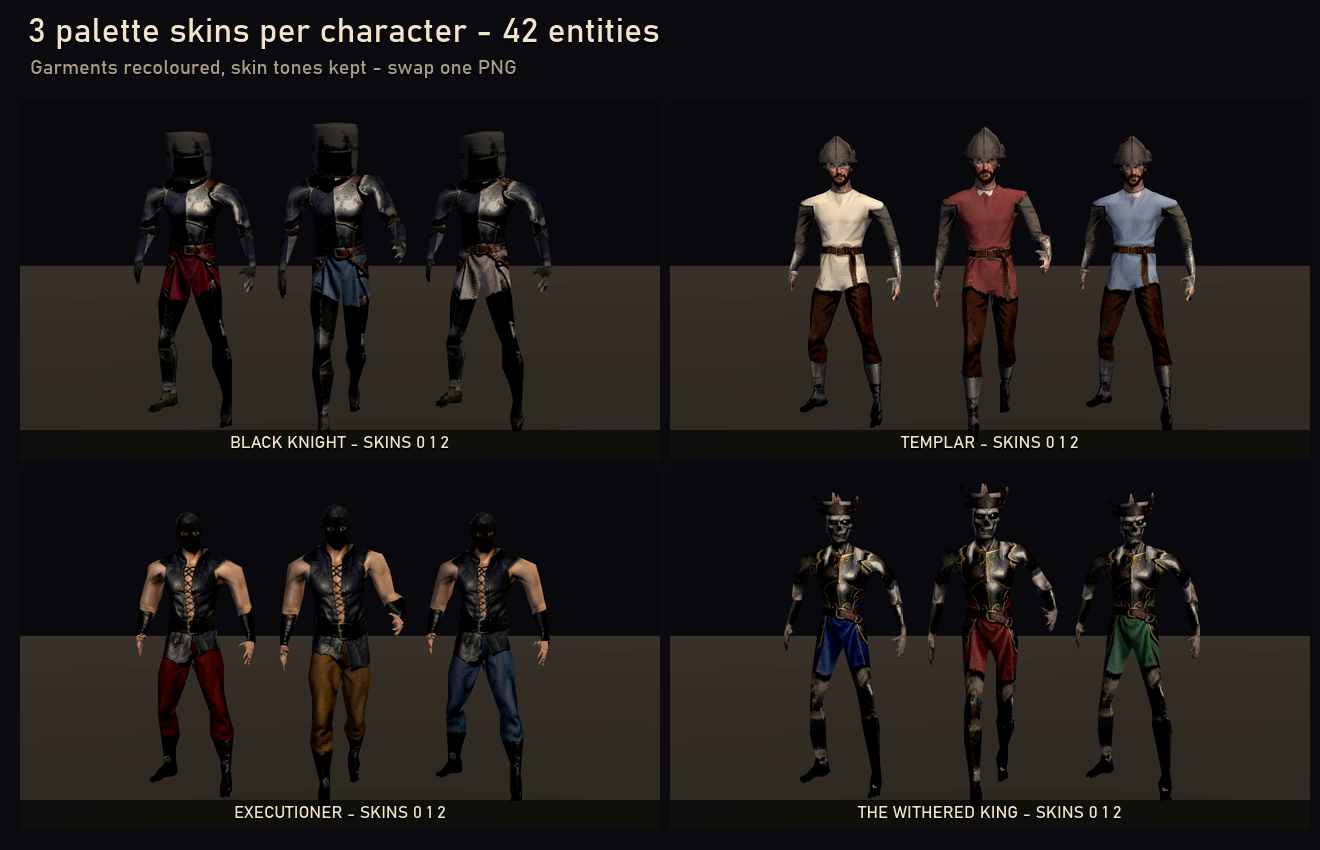 3 palette skins per character - 42 entities
Garments recoloured, skin tones kept - swap one PNG
BLACK KNIGHT - SKINS 0 1 2
TEMPLAR - SKINS 0 1 2
EXECUTIONER - SKINS 0 1 2
THE WITHERED KING - SKINS 0 1 2